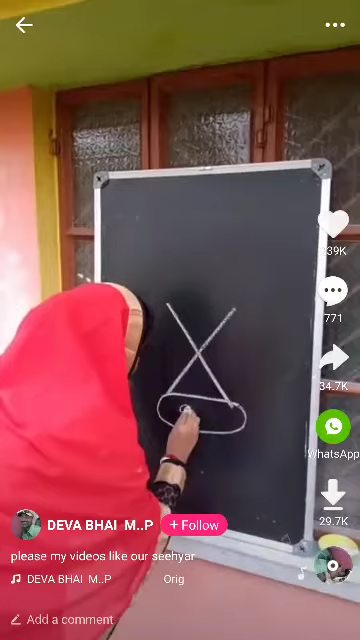 39K
771
34.7K
WhatsApp
29.7K
DEVA BHAI M..P
+ Follow
please my videos like our seehyar
DEVA BHAI M..P Orig
Add a comment